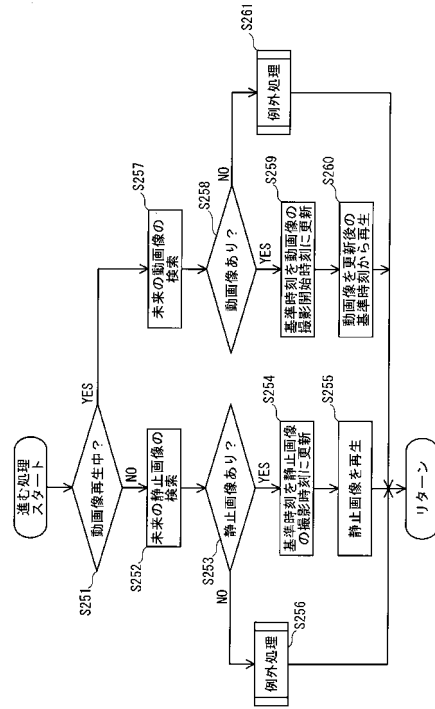 進む処理
スタート
S251
動画像再生中?
YES
NO
S252
未来の静止画像の
検索
S253
静止画像あり?
NO
YES
S254
基準時刻を静止画像
の撮影時刻に更新
S255
静止画像を再生
S256
例外処理
S257
未来の動画像の
検索
S258
動画像あり?
NO
YES
S259
基準時刻を動画像の
撮影開始時刻に更新
S260
動画像を更新後の
基準時刻から再生
S261
例外処理
リターン